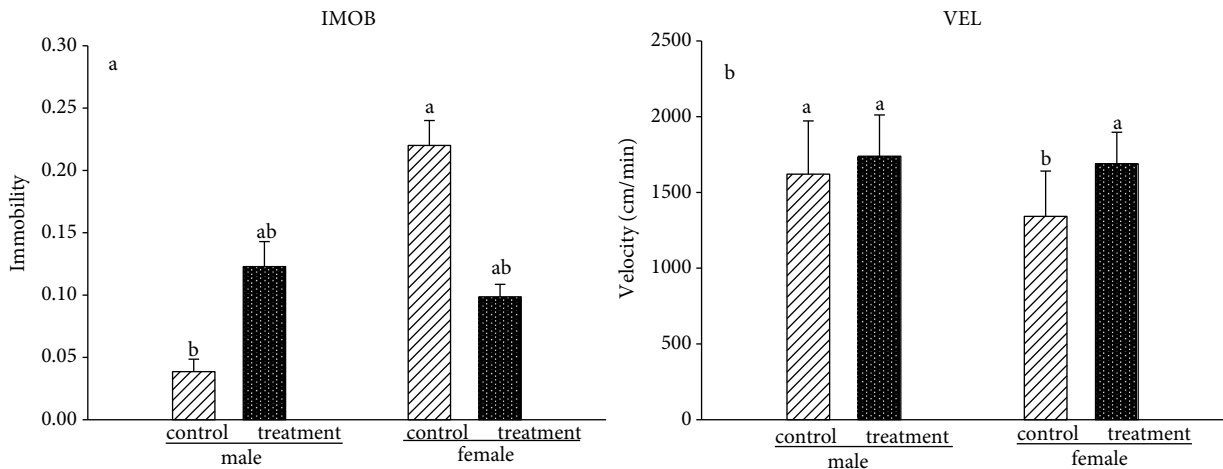 IMOB
a
Immobility
0.30
0.25
0.20
0.15
0.10
0.05
0.00
b
ab
a
ab
control treatment control treatment
male female
VEL
b
Velocity (cm/min)
2500
2000
1500
1000
500
0
a
a
b
a
control treatment control treatment
male female